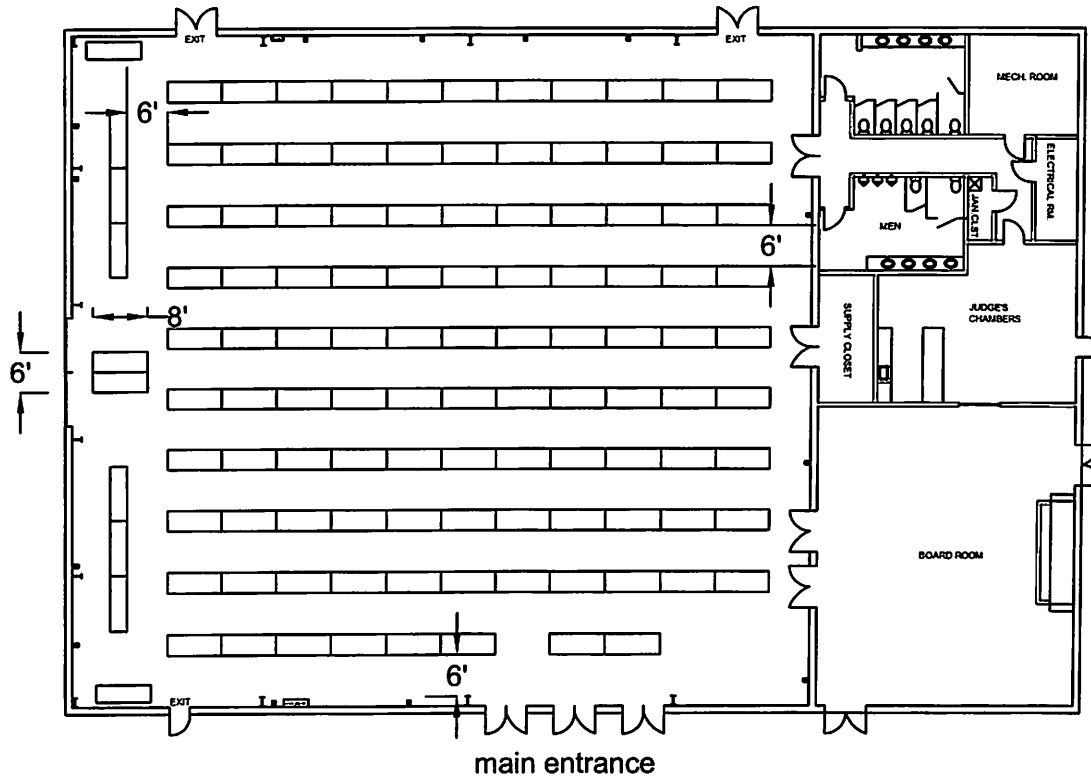 EXIT
EXIT
MECH. ROOM
6'
ELECTRICAL RM.
JAN CLST
MEN
6'
8'
SUPPLY CLOSET
JUDGE'S
CHAMBERS
6'
BOARD ROOM
6'
EXIT
main entrance